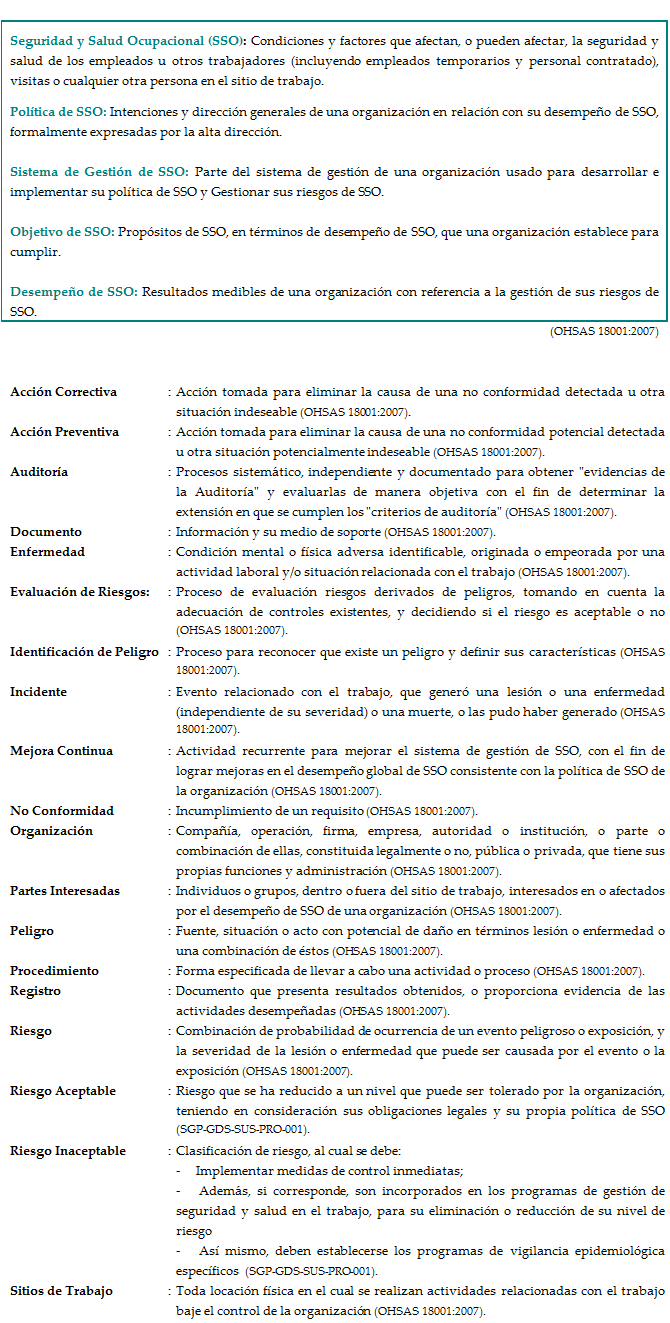 Seguridad y Salud Ocupacional (SSO): Condiciones y factores que afectan, o pueden afectar, la seguridad y
salud de los empleados u otros trabajadores (incluyendo empleados temporarios y personal contratado),
visitas o cualquier otra persona en el sitio de trabajo.
Política de SSO: Intenciones y dirección generales de una organización en relación con su desempeño de SSO,
formalmente expresadas por la alta dirección.
Sistema de Gestión de SSO: Parte del sistema de gestión de una organización usado para desarrollar e
implementar su política de SSO y Gestionar sus riesgos de SSO.
Objetivo de SSO: Propósitos de SSO, en términos de desempeño de SSO, que una organización establece para
cumplir.
Desempeño de SSO: Resultados medibles de una organización con referencia a la gestión de sus riesgos de
SSO.
(OHSAS 18001:2007)
Acción Correctiva : Acción tomada para eliminar la causa de una no conformidad detectada u otra
situación indeseable (OHSAS 18001:2007).
Acción Preventiva : Acción tomada para eliminar la causa de una no conformidad potencial detectada
u otra situación potencialmente indeseable (OHSAS 18001:2007).
Auditoría : Procesos sistemático, independiente y documentado para obtener "evidencias de
la Auditoría" y evaluarlas de manera objetiva con el fin de determinar la
extensión en que se cumplen los "criterios de auditoría" (OHSAS 18001:2007).
Documento : Información y su medio de soporte (OHSAS 18001:2007).
Enfermedad : Condición mental o física adversa identificable, originada o empeorada por una
actividad laboral y/o situación relacionada con el trabajo (OHSAS 18001:2007).
Evaluación de Riesgos: : Proceso de evaluación riesgos derivados de peligros, tomando en cuenta la
adecuación de controles existentes, y decidiendo si el riesgo es aceptable o no
(OHSAS 18001:2007).
Identificación de Peligro : Proceso para reconocer que existe un peligro y definir sus características (OHSAS
18001:2007).
Incidente : Evento relacionado con el trabajo, que generó una lesión o una enfermedad
(independiente de su severidad) o una muerte, o las pudo haber generado (OHSAS
18001:2007).
Mejora Continua : Actividad recurrente para mejorar el sistema de gestión de SSO, con el fin de
lograr mejoras en el desempeño global de SSO consistente con la política de SSO de
la organización (OHSAS 18001:2007).
No Conformidad : Incumplimiento de un requisito (OHSAS 18001:2007).
Organización : Compañía, operación, firma, empresa, autoridad o institución, o parte o
combinación de ellas, constituida legalmente o no, pública o privada, que tiene sus
propias funciones y administración (OHSAS 18001:2007).
Partes Interesadas : Individuos o grupos, dentro o fuera del sitio de trabajo, interesados en o afectados
por el desempeño de SSO de una organización (OHSAS 18001:2007).
Peligro : Fuente, situación o acto con potencial de daño en términos lesión o enfermedad o
una combinación de éstos (OHSAS 18001:2007).
Procedimiento : Forma especificada de llevar a cabo una actividad o proceso (OHSAS 18001:2007).
Registro : Documento que presenta resultados obtenidos, o proporciona evidencia de las
actividades desempeñadas (OHSAS 18001:2007).
Riesgo : Combinación de probabilidad de ocurrencia de un evento peligroso o exposición, y
la severidad de la lesión o enfermedad que puede ser causada por el evento o la
exposición (OHSAS 18001:2007).
Riesgo Aceptable : Riesgo que se ha reducido a un nivel que puede ser tolerado por la organización,
teniendo en consideración sus obligaciones legales y su propia política de SSO
(SGP-GDS-SUS-PRO-001).
Riesgo Inaceptable : Clasificación de riesgo, al cual se debe:
- Implementar medidas de control inmediatas;
- Además, si corresponde, son incorporados en los programas de gestión de
seguridad y salud en el trabajo, para su eliminación o reducción de su nivel de
riesgo
- Así mismo, deben establecerse los programas de vigilancia epidemiológica
específicos (SGP-GDS-SUS-PRO-001).
Sitios de Trabajo : Toda locación física en el cual se realizan actividades relacionadas con el trabajo
baje el control de la organización (OHSAS 18001:2007).